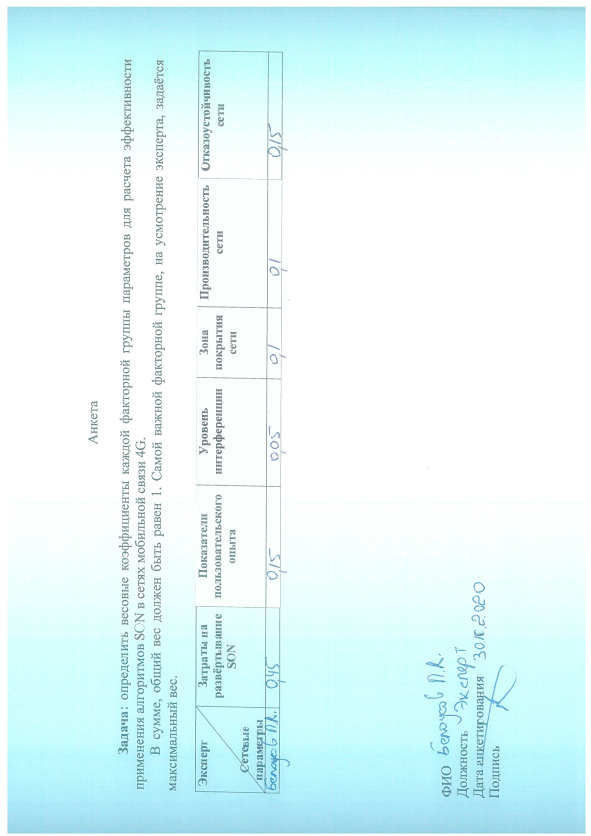 Анкета
Задача: определить весовые коэффициенты каждой факторной группы параметров для расчета эффективности
применения алгоритмов SON в сетях мобильной связи 4G.
В сумме, общий вес должен быть равен 1. Самой важной факторной группе, на усмотрение эксперта, задаётся
максимальный вес.
Эксперт
Сетевые
параметры
Затраты на
развёртывание
SON
Показатели
пользовательского
опыта
Уровень
интерференции
Зона
покрытия
сети
Производительность
сети
Отказоустойчивость
сети
П.К. 0,45 0,15 0,05 0,1 0,1 0,15
ФИО П.К.
Должность Эксперт
Дата анкетирования 30.10.2020
Подпись